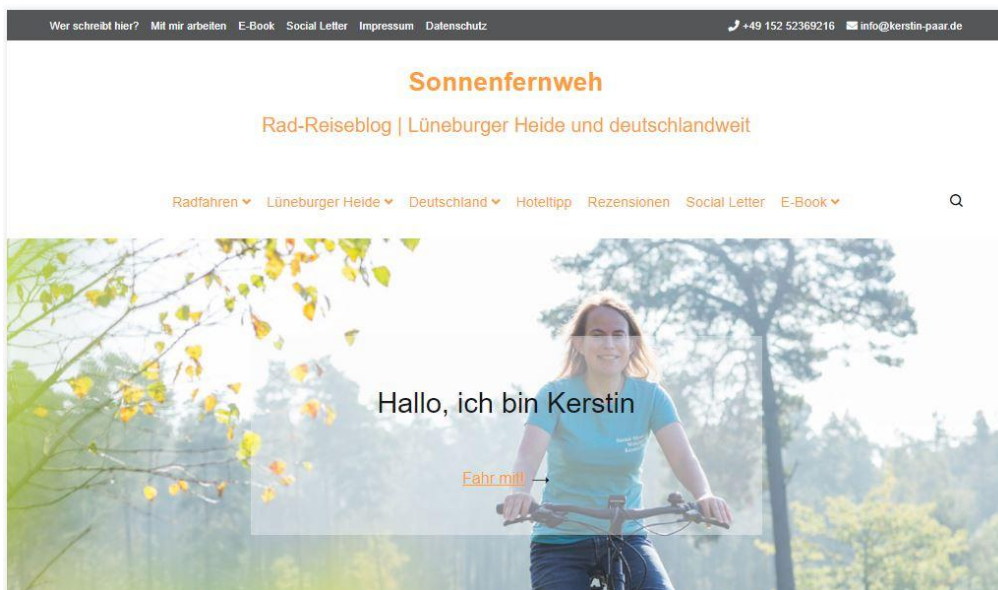 Wer schreibt hier? Mit mir arbeiten E-Book Social Letter Impressum Datenschutz +49 152 52369216 info@kerstin-paar.de
Sonnenfernweh
Rad-Reiseblog | Lüneburger Heide und deutschlandweit
Radfahren Lüneburger Heide Deutschland Hoteltipp Rezensionen Social Letter E-Book
Hallo, ich bin Kerstin
Fahr mit! →